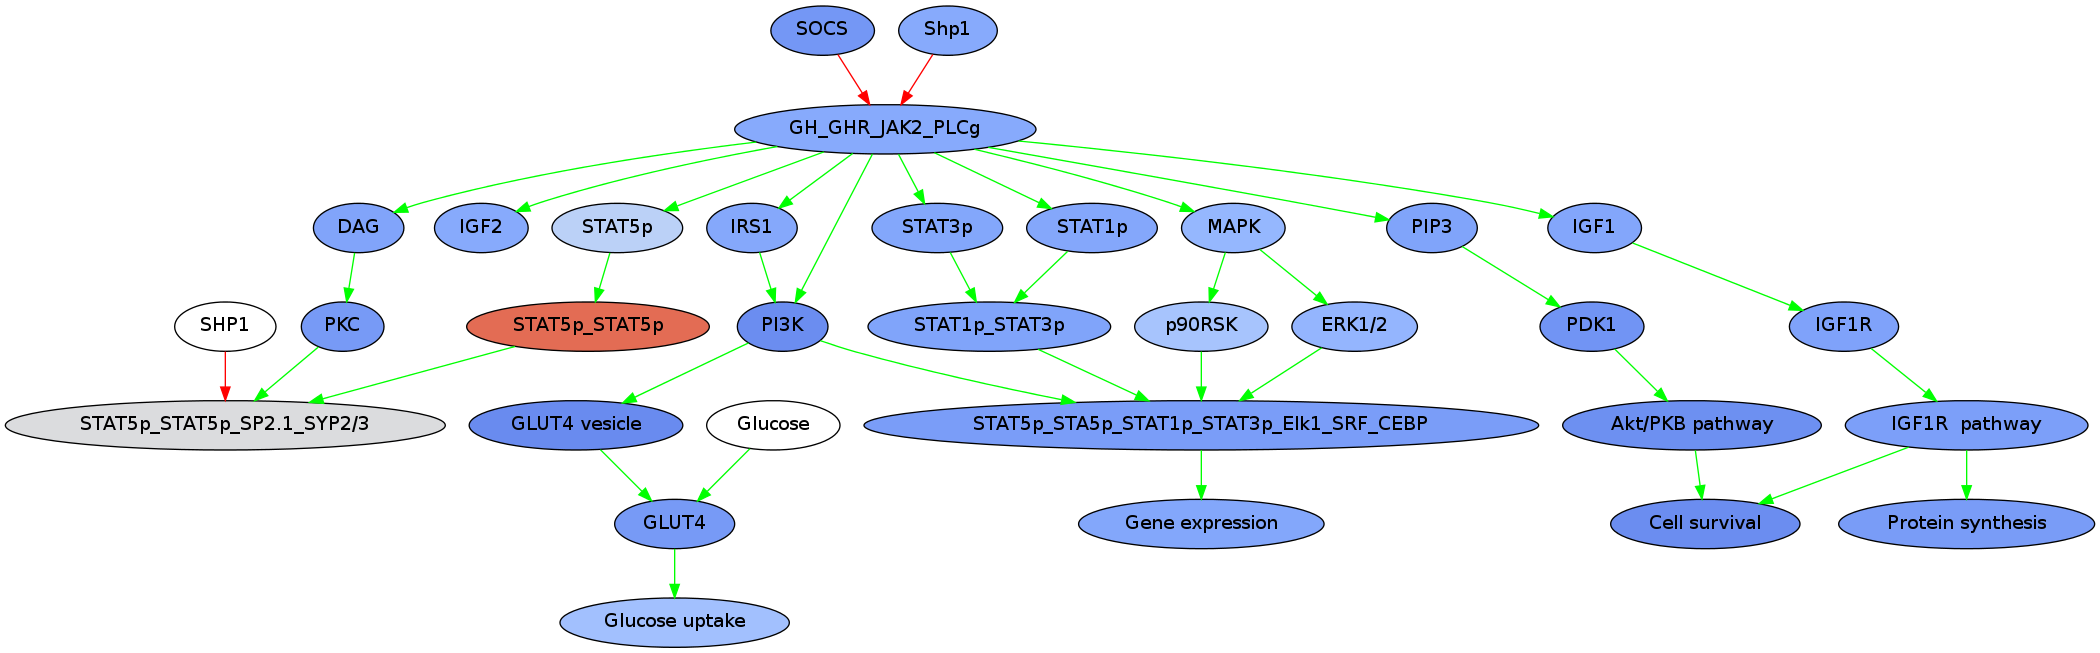 SOCS
Shp1
GH_GHR_JAK2_PLCg
DAG
IGF2
STAT5p
IRS1
STAT3p
STAT1p
MAPK
PIP3
IGF1
SHP1
PKC
STAT5p_STAT5p
PI3K
STAT1p_STAT3p
p90RSK
ERK1/2
PDK1
IGF1R
STAT5p_STAT5p_SP2.1_SYP2/3
GLUT4 vesicle
Glucose
STAT5p_STA5p_STAT1p_STAT3p_Elk1_SRF_CEBP
Akt/PKB pathway
IGF1R  pathway
GLUT4
Gene expression
Cell survival
Protein synthesis
Glucose uptake